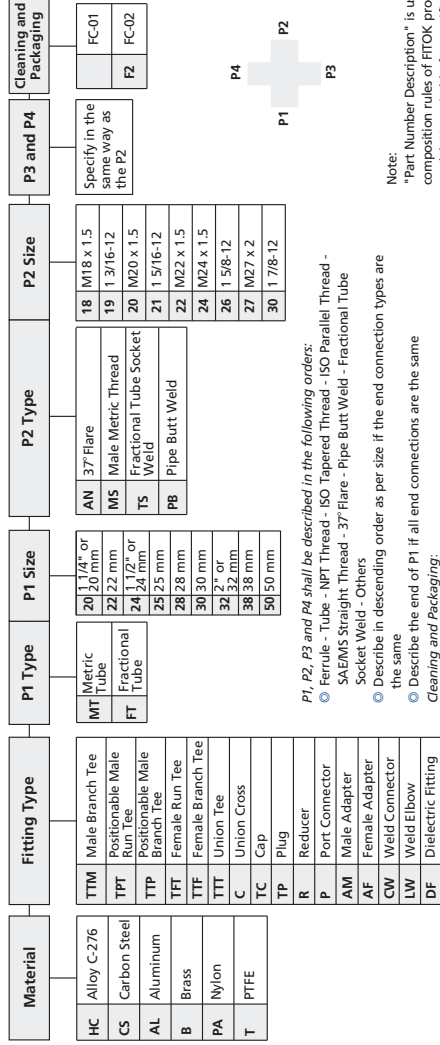 Material
HC Alloy C-276
CS Carbon Steel
AL Aluminum
B Brass
PA Nylon
T PTFE
Fitting Type
TTM Male Branch Tee
TPT Positionable Male
Run Tee
TTP Positionable Male
Branch Tee
TFT Female Run Tee
TTF Female Branch Tee
TTT Union Tee
C Union Cross
TC Cap
TP Plug
R Reducer
P Port Connector
AM Male Adapter
AF Female Adapter
CW Weld Connector
LW Weld Elbow
DF Dielectric Fitting
P1 Type
MT Metric
Tube
FT Fractional
Tube
P1 Size
20 1 1/4" or
20 mm
22 22 mm
24 1 1/2" or
24 mm
25 25 mm
28 28 mm
30 30 mm
32 2" or
32 mm
38 38 mm
50 50 mm
P2 Type
AN 37° Flare
MS Male Metric Thread
TS Fractional Tube Socket
Weld
PB Pipe Butt Weld
P2 Size
18 M18 x 1.5
19 1 3/16-12
20 M20 x 1.5
21 1 5/16-12
22 M22 x 1.5
24 M24 x 1.5
26 1 5/8-12
27 M27 x 2
30 1 7/8-12
P3 and P4
Specify in the
same way as
the P2
Cleaning and
Packaging
FC-01
F2 FC-02
P1, P2, P3 and P4 shall be described in the following orders:
Ferrule - Tube - NPT Thread - ISO Tapered Thread - ISO Parallel Thread -
SAE/MS Straight Thread - 37° Flare - Pipe Butt Weld - Fractional Tube
Socket Weld - Others
Describe in descending order as per size if the end connection types are
the same
Describe the end of P1 if all end connections are the same
Cleaning and Packaging:
P4
P1
P2
P3
Note:
"Part Number Description" is u
composition rules of FITOK pro